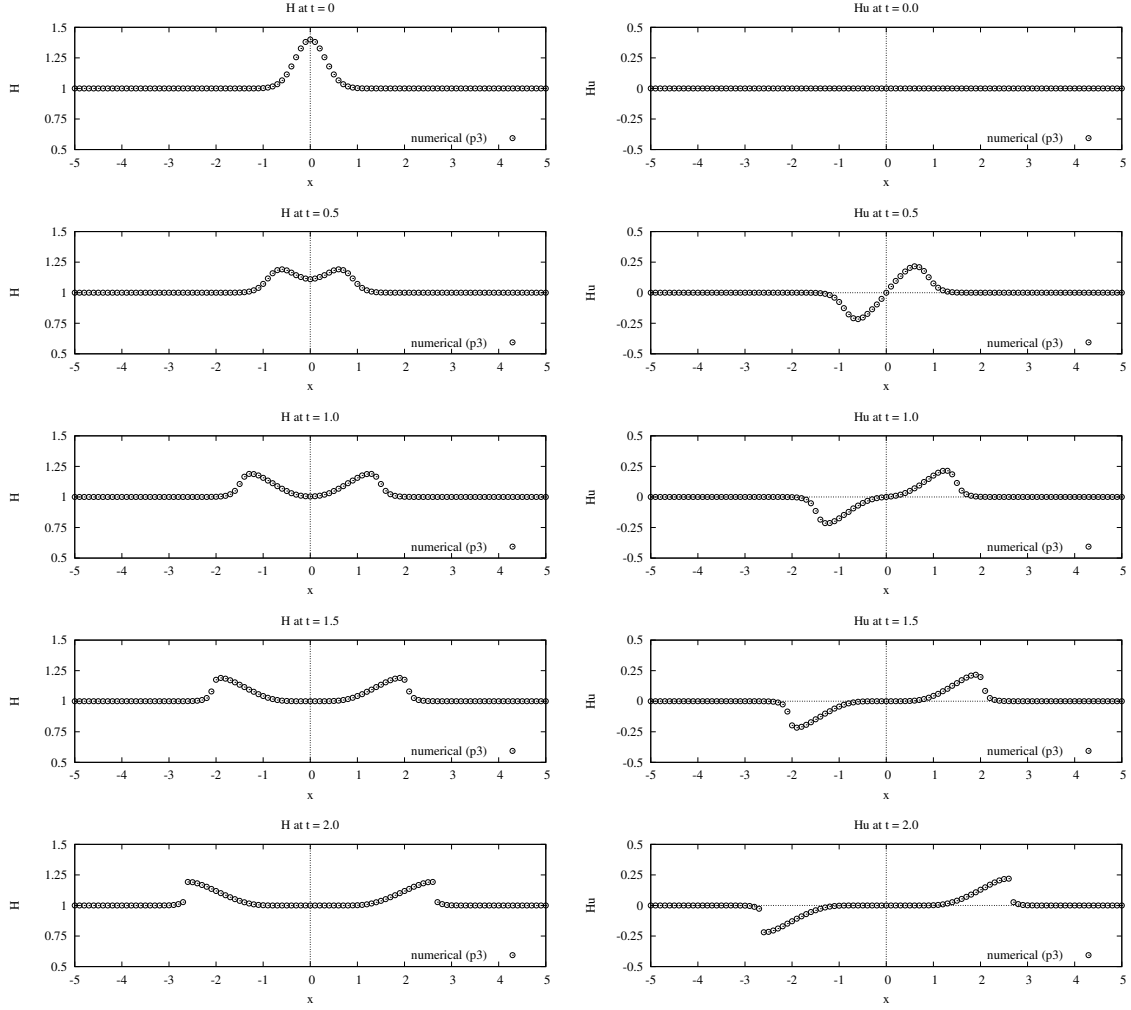 H at t = 0
1.5
1.25
1
0.75
0.5
H
-5 -4 -3 -2 -1 0 1 2 3 4 5
x
numerical (p3)
Hu at t = 0.0
0.5
0.25
0
-0.25
-0.5
Hu
-5 -4 -3 -2 -1 0 1 2 3 4 5
x
numerical (p3)
H at t = 0.5
1.5
1.25
1
0.75
0.5
H
-5 -4 -3 -2 -1 0 1 2 3 4 5
x
numerical (p3)
Hu at t = 0.5
0.5
0.25
0
-0.25
-0.5
Hu
-5 -4 -3 -2 -1 0 1 2 3 4 5
x
numerical (p3)
H at t = 1.0
1.5
1.25
1
0.75
0.5
H
-5 -4 -3 -2 -1 0 1 2 3 4 5
x
numerical (p3)
Hu at t = 1.0
0.5
0.25
0
-0.25
-0.5
Hu
-5 -4 -3 -2 -1 0 1 2 3 4 5
x
numerical (p3)
H at t = 1.5
1.5
1.25
1
0.75
0.5
H
-5 -4 -3 -2 -1 0 1 2 3 4 5
x
numerical (p3)
Hu at t = 1.5
0.5
0.25
0
-0.25
-0.5
Hu
-5 -4 -3 -2 -1 0 1 2 3 4 5
x
numerical (p3)
H at t = 2.0
1.5
1.25
1
0.75
0.5
H
-5 -4 -3 -2 -1 0 1 2 3 4 5
x
numerical (p3)
Hu at t = 2.0
0.5
0.25
0
-0.25
-0.5
Hu
-5 -4 -3 -2 -1 0 1 2 3 4 5
x
numerical (p3)